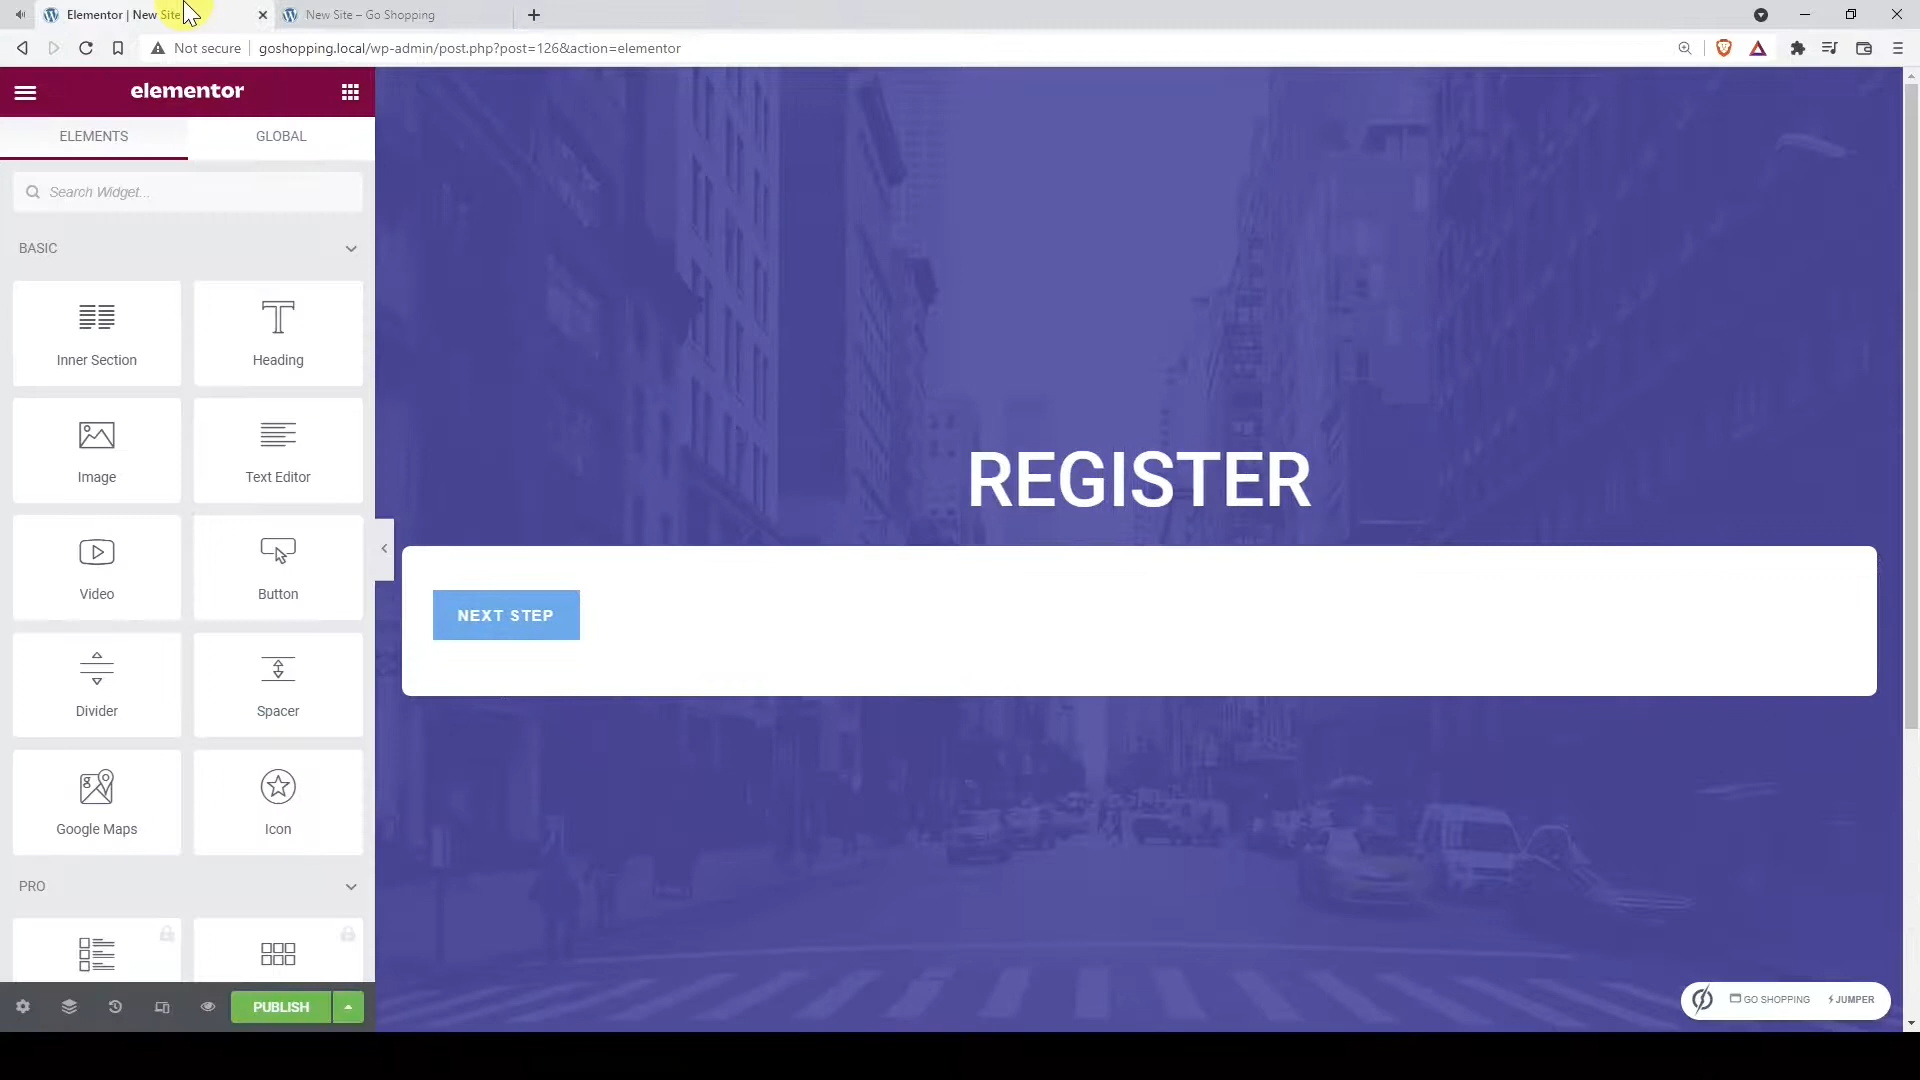 Elementor | New Site
New Site – Go Shopping
Not secure
goshopping.local/wp-admin/post.php?post=126&action=elementor
elementor
ELEMENTS
GLOBAL
Search Widget...
BASIC
Inner Section
Heading
Image
Text Editor
Video
Button
Divider
Spacer
Google Maps
Icon
PRO
PUBLISH
REGISTER
NEXT STEP
GO SHOPPING
JUMPER